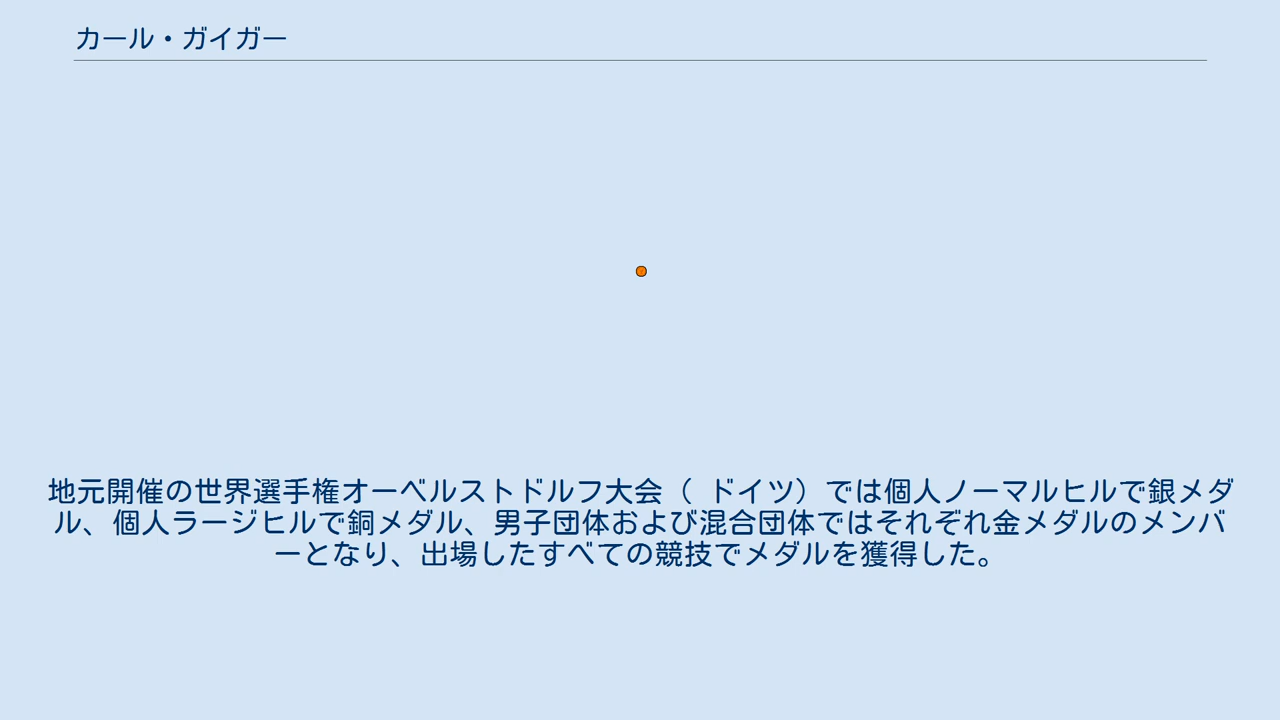 カール・ガイガー
地元開催の世界選手権オーベルストドルフ大会（ ドイツ）では個人ノーマルヒルで銀メダ
ル、個人ラージヒルで銅メダル、男子団体および混合団体ではそれぞれ金メダルのメンバ
ーとなり、出場したすべての競技でメダルを獲得した。